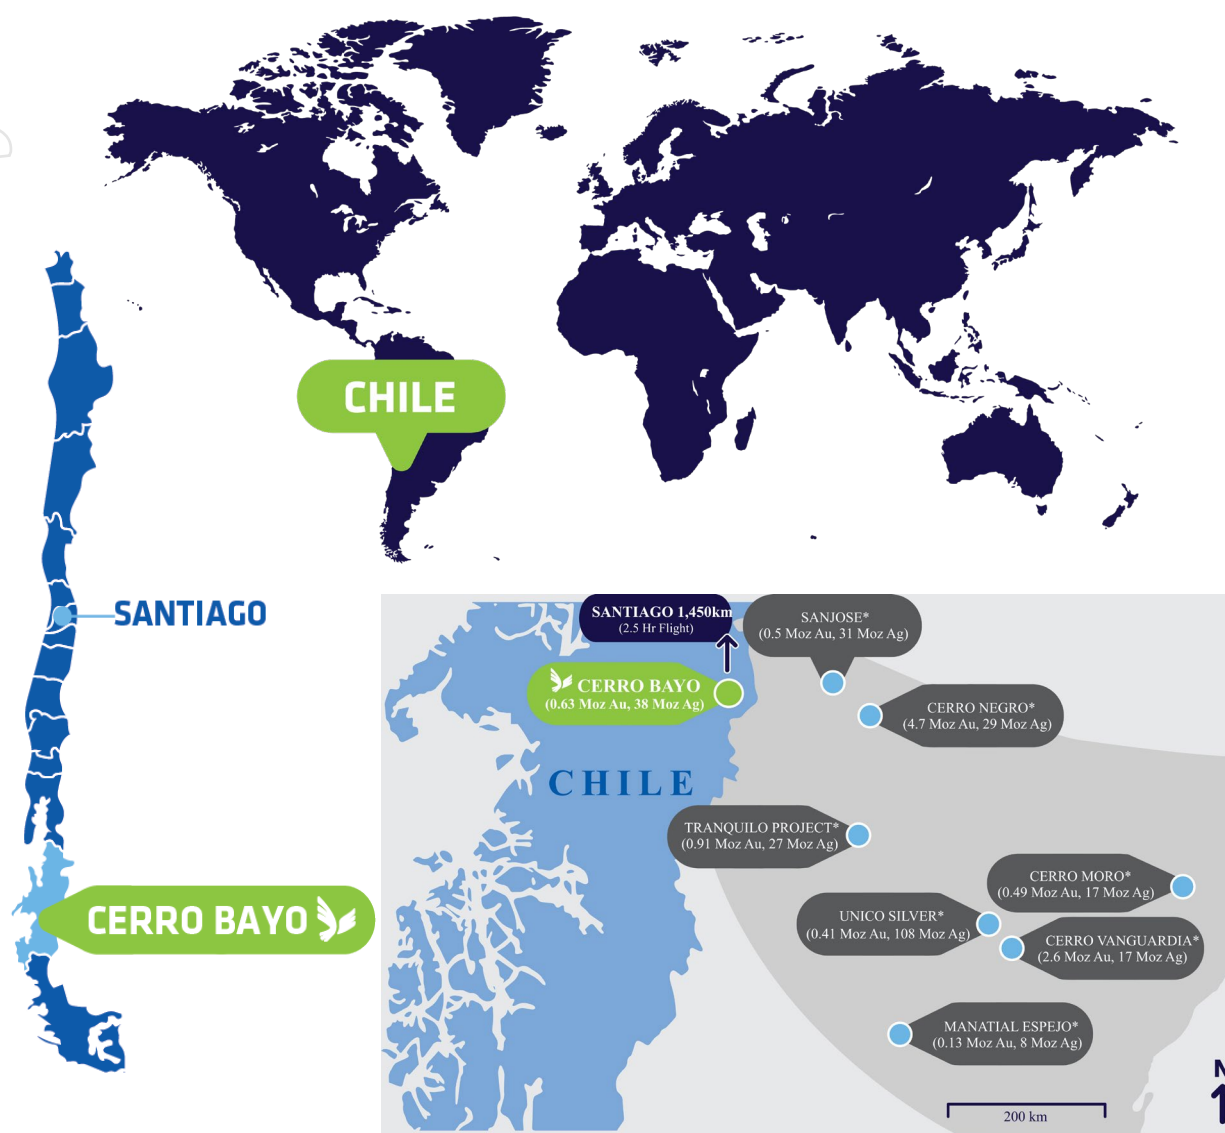 CHILE
SANTIAGO
CERRO BAYO
SANTIAGO 1,450km
(2.5 Hr Flight)
SANJOSE*
(0.5 Moz Au, 31 Moz Ag)
CERRO BAYO
(0.63 Moz Au, 38 Moz Ag)
CERRO NEGRO*
(4.7 Moz Au, 29 Moz Ag)
CHILE
TRANQUILO PROJECT*
(0.91 Moz Au, 27 Moz Ag)
CERRO MORO*
(0.49 Moz Au, 17 Moz Ag)
UNICO SILVER*
(0.41 Moz Au, 108 Moz Ag)
CERRO VANGUARDIA*
(2.6 Moz Au, 17 Moz Ag)
MANATIAL ESPEJO*
(0.13 Moz Au, 8 Moz Ag)
N
200 km